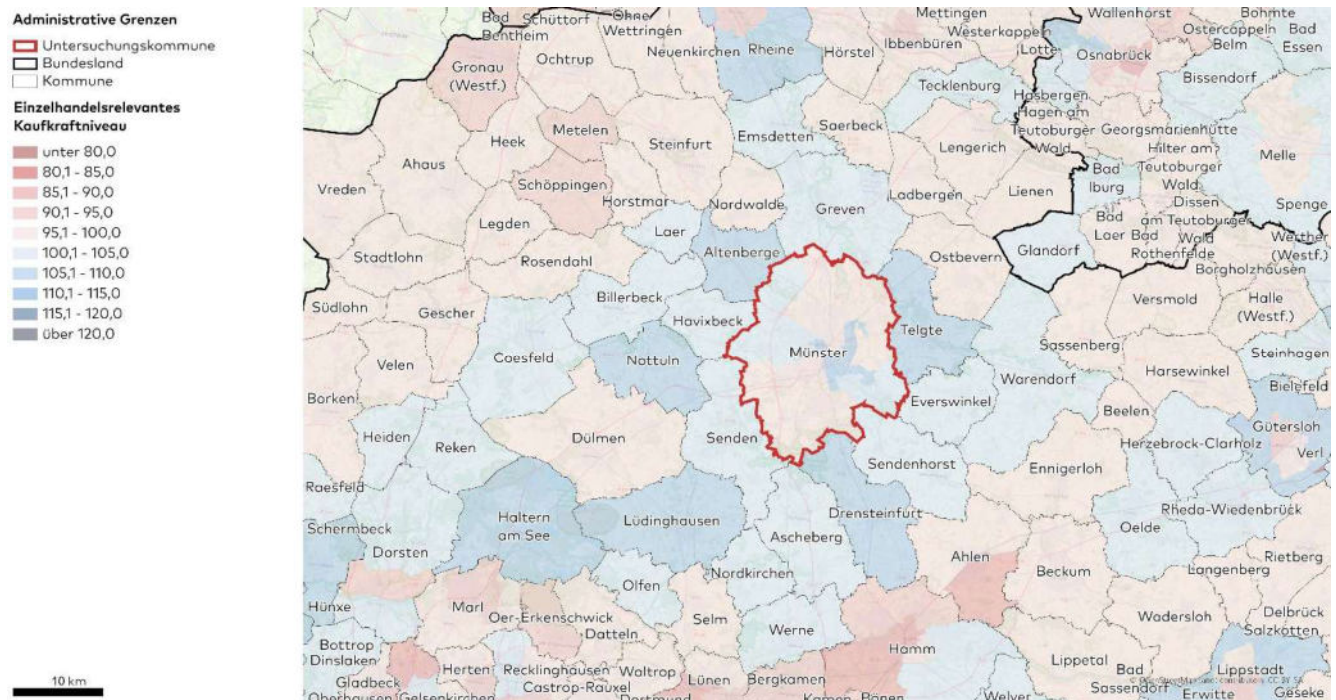 Administrative Grenzen
Untersuchungskommune
Bundesland
Kommune
Einzelhandelsrelevantes
Kaufkraftniveau
unter 80,0
80,1 - 85,0
85,1 - 90,0
90,1 - 95,0
95,1 - 100,0
100,1 - 105,0
105,1 - 110,0
110,1 - 115,0
115,1 - 120,0
über 120,0
10 km
Bad
Bentheim
Schüttorf
Ohne
Wettringen
Neuenkirchen
Rheine
Hörstel
Mettingen
Ibbenbüren
Westerkappeln
Lotte
Wallenhorst
Osnabrück
Ostercappeln
Belm
Bohmte
Bad
Essen
Bissendorf
Gronau
(Westf.)
Ochtrup
Tecklenburg
Hasbergen
Hagen am
Teutoburger
Wald
Georgsmarienhütte
Hilter am
Teutoburger
Wald
Melle
Heek
Metelen
Steinfurt
Emsdetten
Saerbeck
Lengerich
Ahaus
Vreden
Schöppingen
Horstmar
Nordwalde
Greven
Ladbergen
Lienen
Bad
Iburg
Dissen
am Teutoburger
Wald
Spenge
Legden
Laer
Altenberge
Ostbevern
Glandorf
Bad
Laer
Bad
Rothenfelde
Werther
(Westf.)
Borgholzhausen
Stadtlohn
Rosendahl
Billerbeck
Havixbeck
Telgte
Versmold
Halle
(Westf.)
Südlohn
Gescher
Coesfeld
Nottuln
Münster
Sassenberg
Steinhagen
Velen
Warendorf
Harsewinkel
Bielefeld
Borken
Everswinkel
Beelen
Gütersloh
Heiden
Reken
Dülmen
Senden
Sendenhorst
Ennigerloh
Herzebrock-Clarholz
Verl
Raesfeld
Schermbeck
Dorsten
Haltern
am See
Lüdinghausen
Ascheberg
Drensteinfurt
Oelde
Rheda-Wiedenbrück
Rietberg
Langenberg
Olfen
Nordkirchen
Ahlen
Beckum
Hünxe
Marl
Oer-Erkenschwick
Datteln
Selm
Werne
Wadersloh
Delbrück
Salzkotten
Bottrop
Dinslaken
Gladbeck
Herten
Recklinghausen
Waltrop
Castrop-Rauxel
Lünen
Bergkamen
Hamm
Lippetal
Bad
Sassendorf
Lippstadt
Oberhausen
Gelsenkirchen
Dortmund
Kamen
Bönen
Welver
Erwitte
Geseke